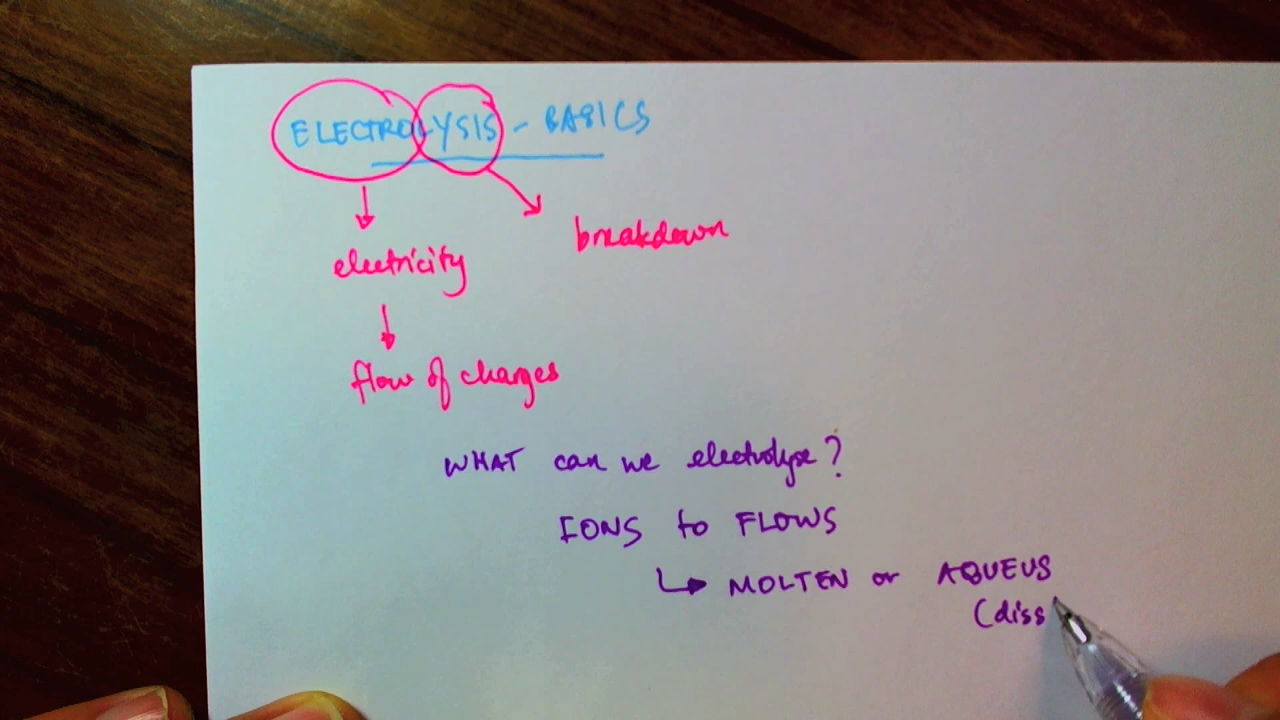 ELECTROLYSIS - BASICS
breakdown
electricity
flow of charges
WHAT can we electrolyse?
IONS to FLOWS
MOLTEN or AQUEUS
(diss